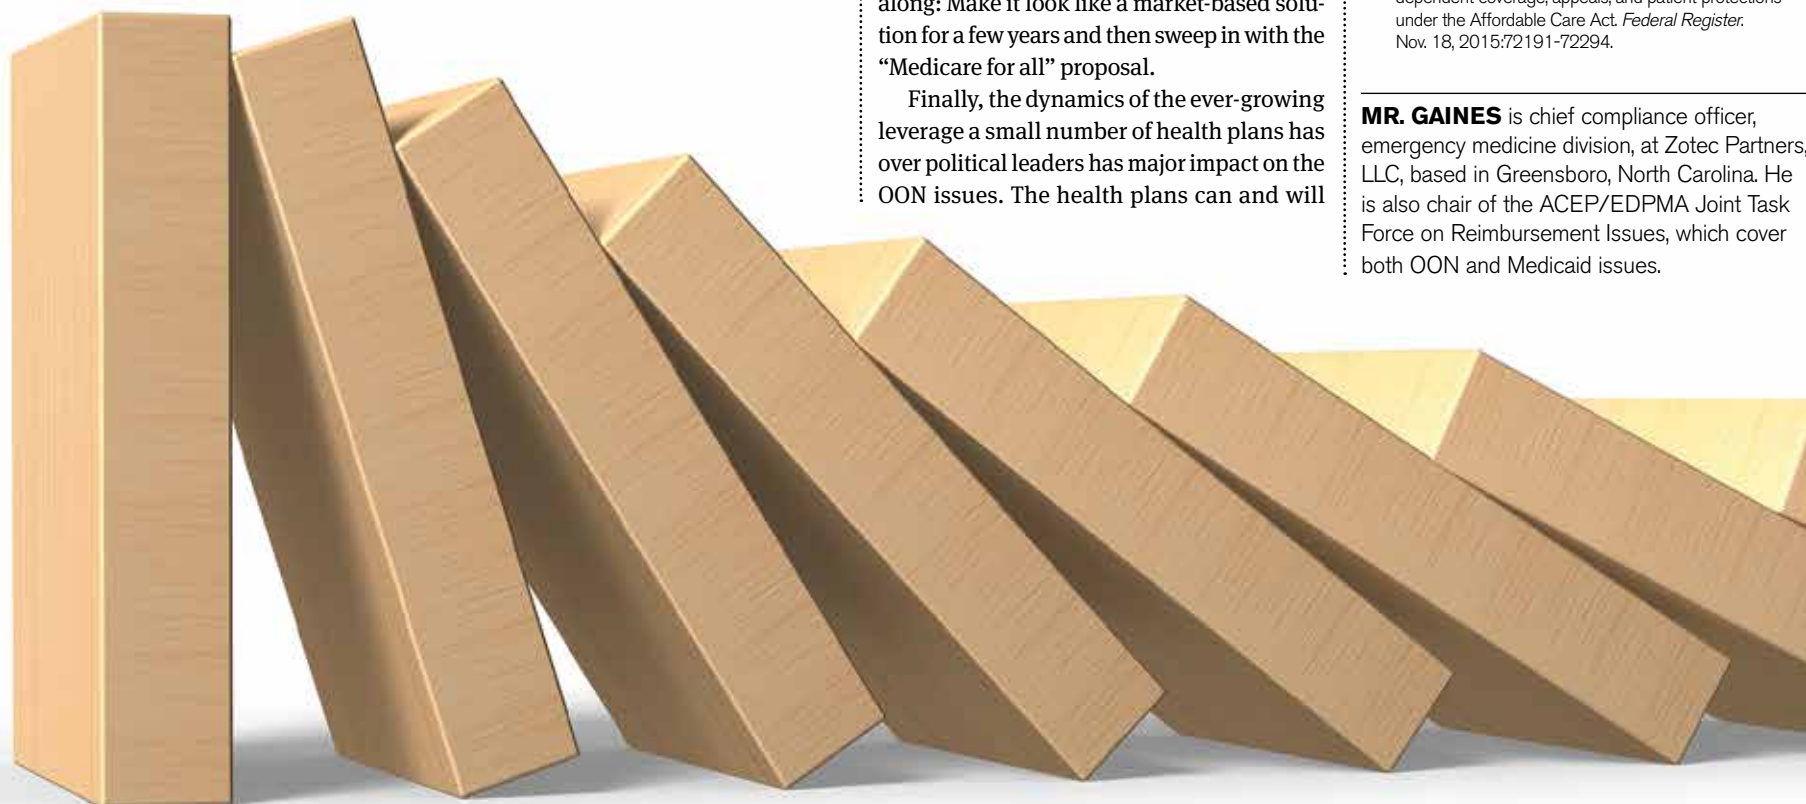 along: Make it look like a market-based solu-
tion for a few years and then sweep in with the
“Medicare for all” proposal.
Finally, the dynamics of the ever-growing
leverage a small number of health plans has
over political leaders has major impact on the
OON issues. The health plans can and will
dependent coverage, appeals, and patient protections
under the Affordable Care Act. Federal Register.
Nov. 18, 2015:72191-72294.
MR. GAINES is chief compliance officer,
emergency medicine division, at Zotec Partners,
LLC, based in Greensboro, North Carolina. He
is also chair of the ACEP/EDPMA Joint Task
Force on Reimbursement Issues, which cover
both OON and Medicaid issues.